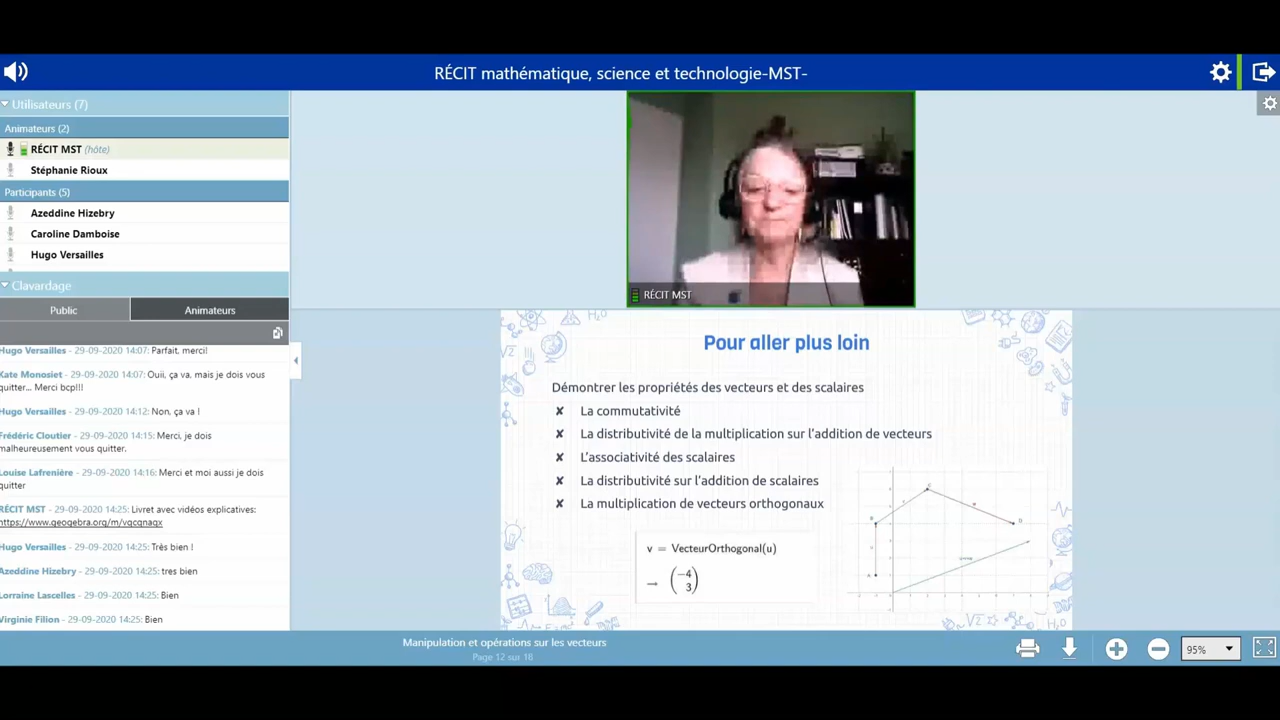 RÉCIT mathématique, science et technologie-MST-
Utilisateurs (7)
Animateurs (2)
RÉCIT MST (hôte)
Stéphanie Rioux
Participants (5)
Azeddine Hizebry
Caroline Damboise
Hugo Versailles
Clavardage
Public
Animateurs
Hugo Versailles - 29-09-2020 14:07: Parfait, merci!
Kate Monosiet - 29-09-2020 14:07: Ouii, ça va, mais je dois vous
quitter... Merci bcp!!!
Hugo Versailles - 29-09-2020 14:12: Non, ça va !
Frédéric Cloutier - 29-09-2020 14:15: Merci, je dois
malheureusement vous quitter.
Louise Lafrenière - 29-09-2020 14:16: Merci et moi aussi je dois
quitter
RÉCIT MST - 29-09-2020 14:25: Livret avec vidéos explicatives:
https://www.geogebra.org/m/vqcqnagx
Hugo Versailles - 29-09-2020 14:25: Très bien !
Azeddine Hizebry - 29-09-2020 14:25: tres bien
Lorraine Lascelles - 29-09-2020 14:25: Bien
Virginie Filion - 29-09-2020 14:25: Bien
RÉCIT MST
Pour aller plus loin
Démontrer les propriétés des vecteurs et des scalaires
✘ La commutativité
✘ La distributivité de la multiplication sur l'addition de vecteurs
✘ L'associativité des scalaires
✘ La distributivité sur l'addition de scalaires
✘ La multiplication de vecteurs orthogonaux
v = VecteurOrthogonal(u)
→ (−4
3)
Manipulation et opérations sur les vecteurs
Page 12 sur 18
95%